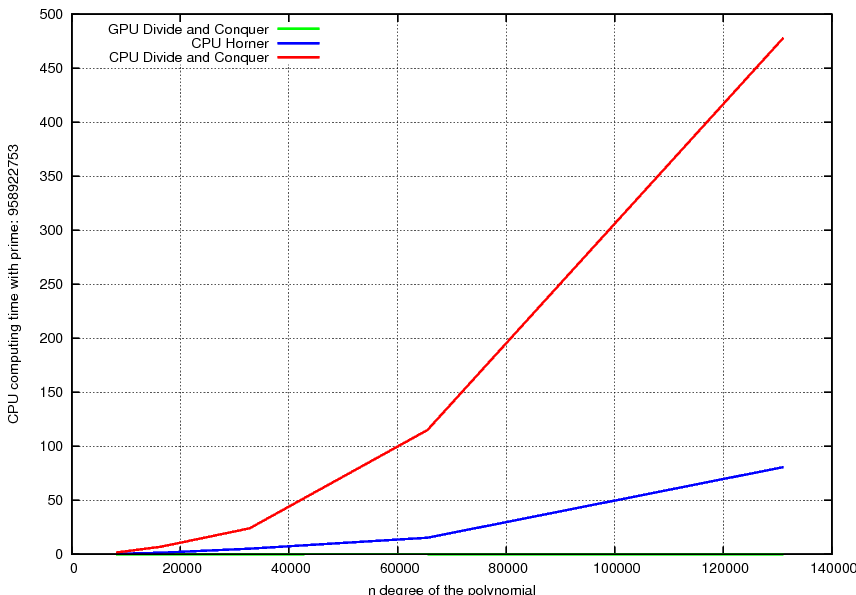 GPU Divide and Conquer
CPU Horner
CPU Divide and Conquer
500
450
400
350
300
250
200
150
100
50
0
0 20000 40000 60000 80000 100000 120000 140000
CPU computing time with prime: 958922753
n degree of the polynomial